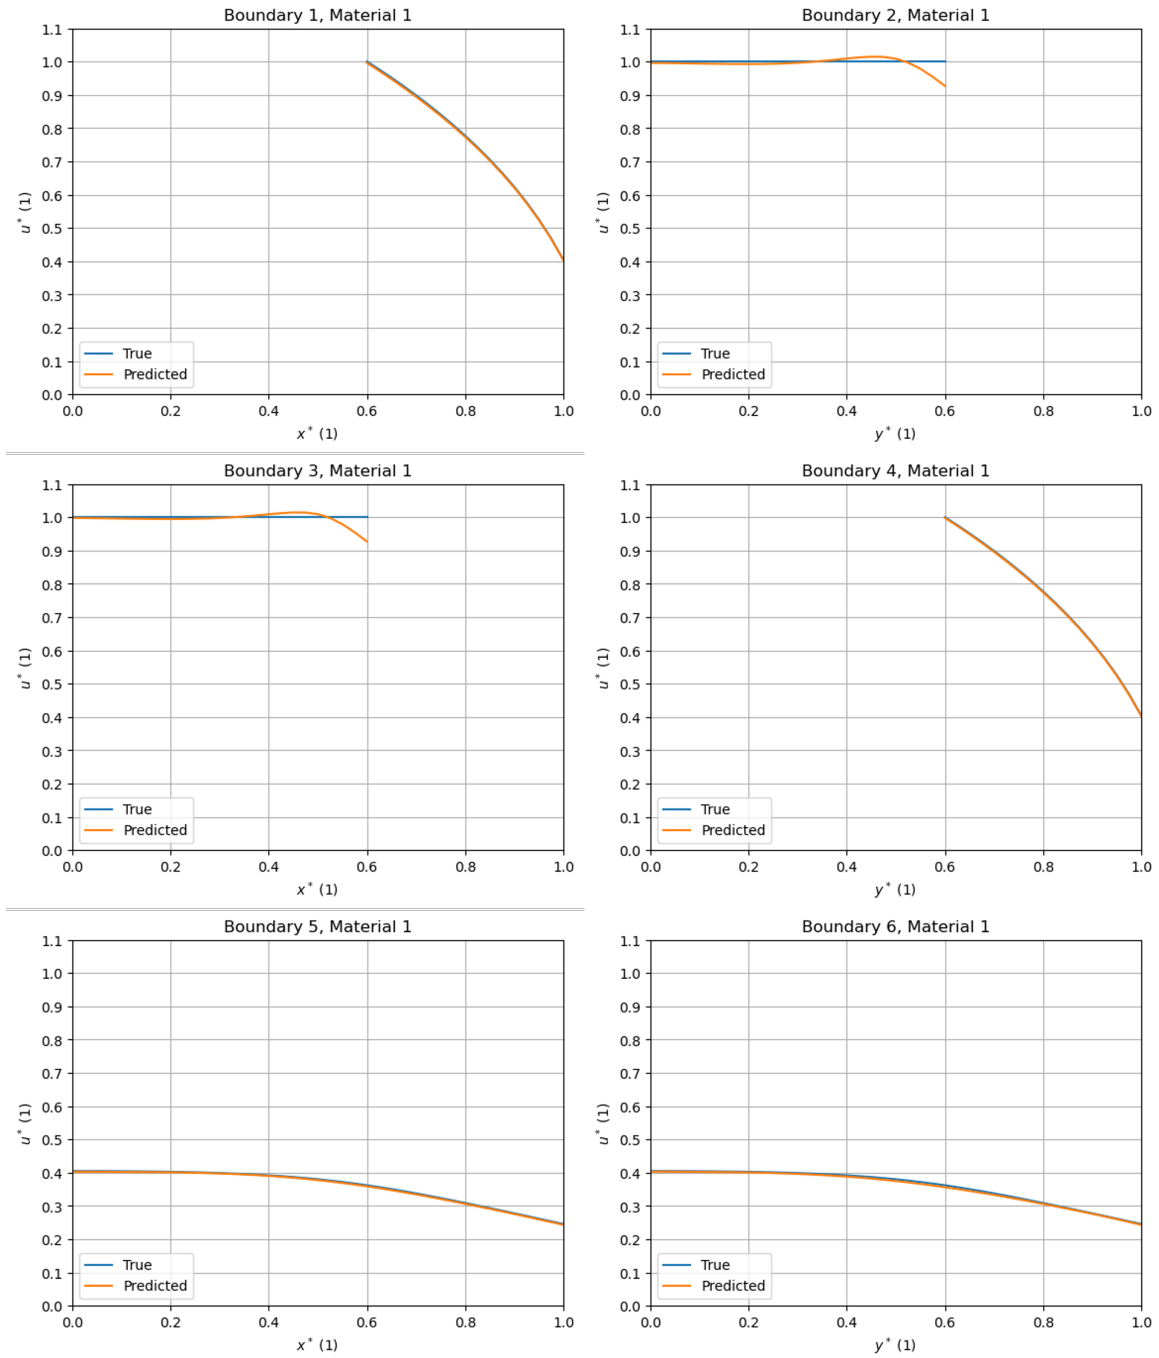 Boundary 1, Material 1
1.1
1.0
0.9
0.8
0.7
0.6
0.5
0.4
0.3
0.2
0.1
0.0
u* (1)
True
Predicted
0.0 0.2 0.4 0.6 0.8 1.0
x* (1)
Boundary 2, Material 1
1.1
1.0
0.9
0.8
0.7
0.6
0.5
0.4
0.3
0.2
0.1
0.0
u* (1)
True
Predicted
0.0 0.2 0.4 0.6 0.8 1.0
y* (1)
Boundary 3, Material 1
1.1
1.0
0.9
0.8
0.7
0.6
0.5
0.4
0.3
0.2
0.1
0.0
u* (1)
True
Predicted
0.0 0.2 0.4 0.6 0.8 1.0
x* (1)
Boundary 4, Material 1
1.1
1.0
0.9
0.8
0.7
0.6
0.5
0.4
0.3
0.2
0.1
0.0
u* (1)
True
Predicted
0.0 0.2 0.4 0.6 0.8 1.0
y* (1)
Boundary 5, Material 1
1.1
1.0
0.9
0.8
0.7
0.6
0.5
0.4
0.3
0.2
0.1
0.0
u* (1)
True
Predicted
0.0 0.2 0.4 0.6 0.8 1.0
x* (1)
Boundary 6, Material 1
1.1
1.0
0.9
0.8
0.7
0.6
0.5
0.4
0.3
0.2
0.1
0.0
u* (1)
True
Predicted
0.0 0.2 0.4 0.6 0.8 1.0
y* (1)